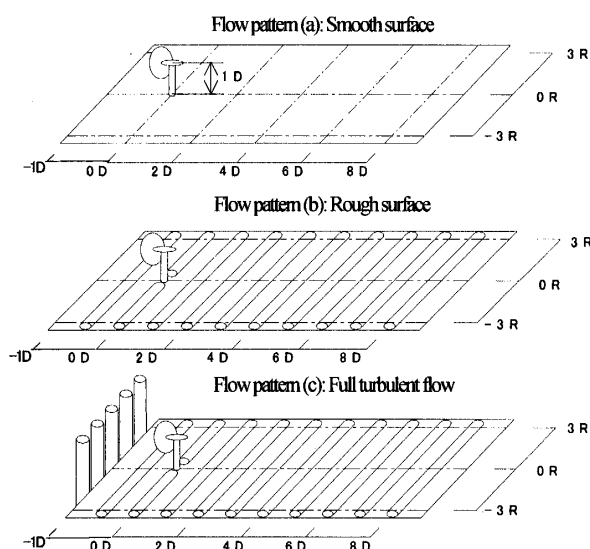 Flow pattern (a): Smooth surface
1 D
3 R
0 R
-3 R
-1D 0 D 2 D 4 D 6 D 8 D
Flow pattern (b): Rough surface
3 R
0 R
-3 R
-1D 0 D 2 D 4 D 6 D 8 D
Flow pattern (c): Full turbulent flow
3 R
0 R
-3 R
-1D 0 D 2 D 4 D 6 D 8 D